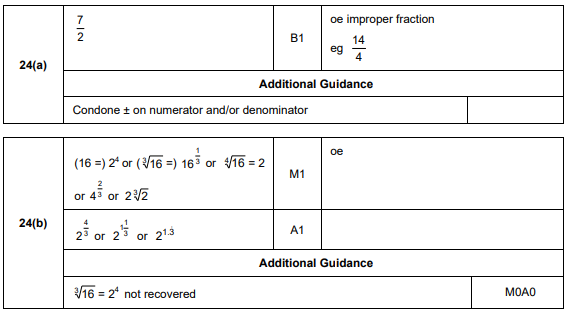 24(a)
7/2
B1
oe improper fraction
eg 14/4
Additional Guidance
Condone ± on numerator and/or denominator
24(b)
(16 =) 2⁴ or (∛16 =) 16^(1/3) or ∜16 = 2
or 4^(2/3) or 2∛2
M1
oe
2^(4/3) or 2^(1 1/3) or 2^1.3̇
A1
Additional Guidance
∛16 = 2⁴ not recovered
M0A0